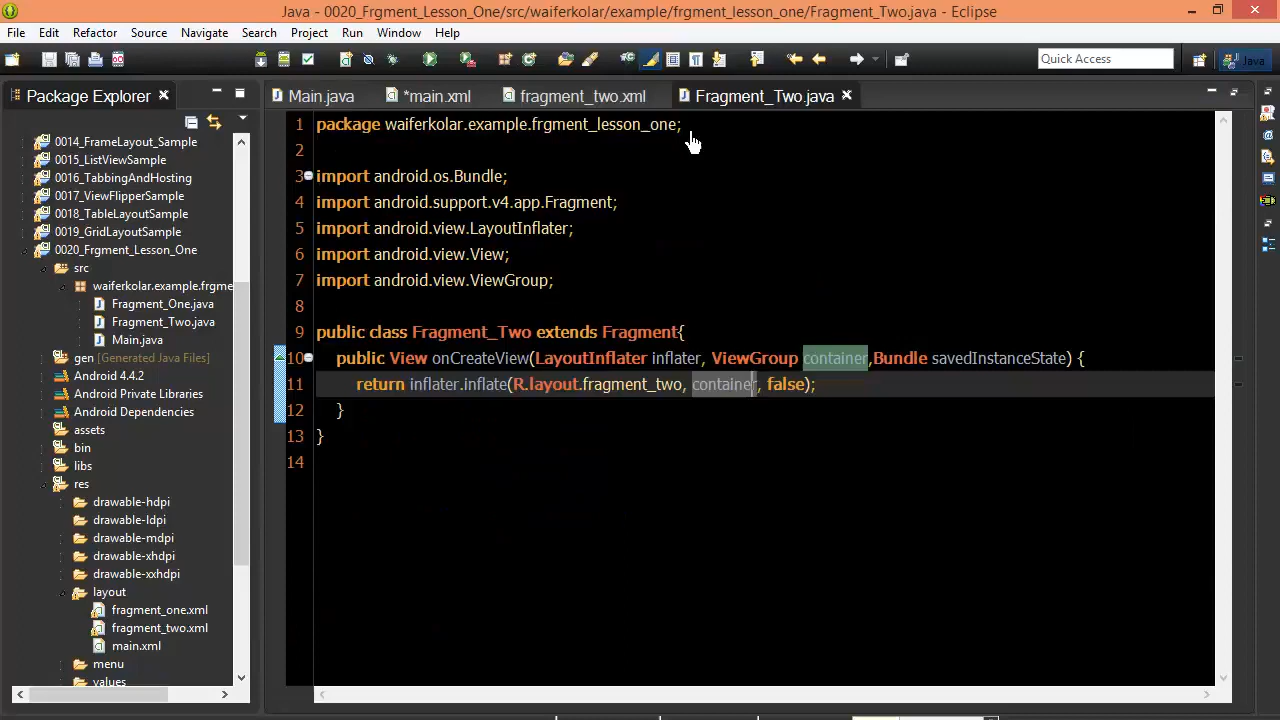 Java - 0020_Frgment_Lesson_One/src/waiferkolar/example/frgment_lesson_one/Fragment_Two.java - Eclipse
File Edit Refactor Source Navigate Search Project Run Window Help
Quick Access
Java
Package Explorer
Main.java
*main.xml
fragment_two.xml
Fragment_Two.java
0014_FrameLayout_Sample
0015_ListViewSample
0016_TabbingAndHosting
0017_ViewFlipperSample
0018_TableLayoutSample
0019_GridLayoutSample
0020_Frgment_Lesson_One
src
waiferkolar.example.frgme
Fragment_One.java
Fragment_Two.java
Main.java
gen [Generated Java Files]
Android 4.4.2
Android Private Libraries
Android Dependencies
assets
bin
libs
res
drawable-hdpi
drawable-ldpi
drawable-mdpi
drawable-xhdpi
drawable-xxhdpi
layout
fragment_one.xml
fragment_two.xml
main.xml
menu
values
1 package waiferkolar.example.frgment_lesson_one;
2
3 import android.os.Bundle;
4 import android.support.v4.app.Fragment;
5 import android.view.LayoutInflater;
6 import android.view.View;
7 import android.view.ViewGroup;
8
9 public class Fragment_Two extends Fragment{
10 public View onCreateView(LayoutInflater inflater, ViewGroup container,Bundle savedInstanceState) {
11 return inflater.inflate(R.layout.fragment_two, container, false);
12 }
13 }
14